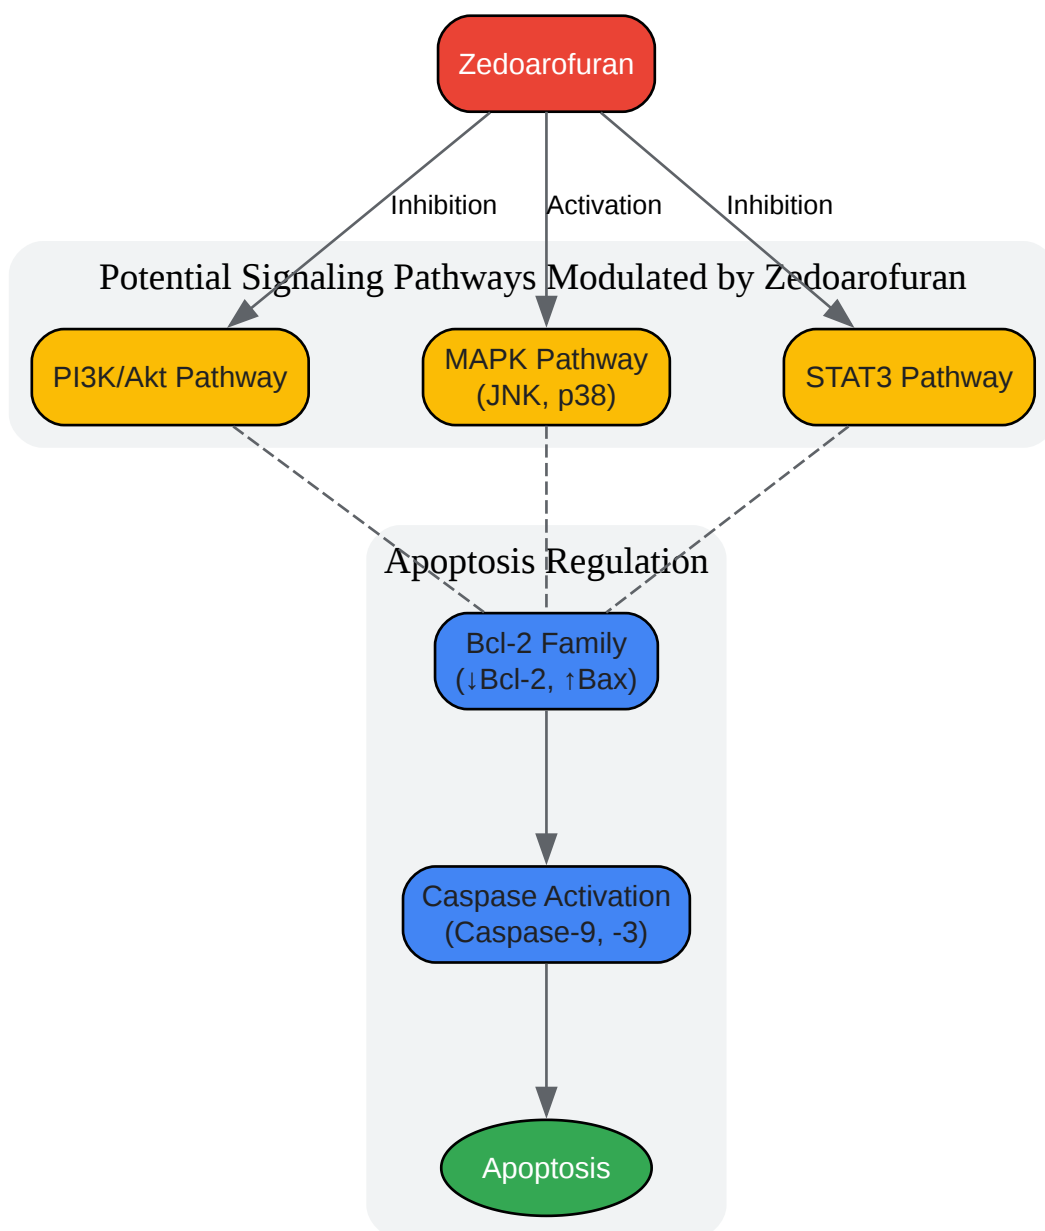 Zedoarofuran
Inhibition
Activation
Inhibition
Potential Signaling Pathways Modulated by Zedoarofuran
PI3K/Akt Pathway
MAPK Pathway
(JNK, p38)
STAT3 Pathway
Apoptosis Regulation
Bcl-2 Family
(↓Bcl-2, ↑Bax)
Caspase Activation
(Caspase-9, -3)
Apoptosis